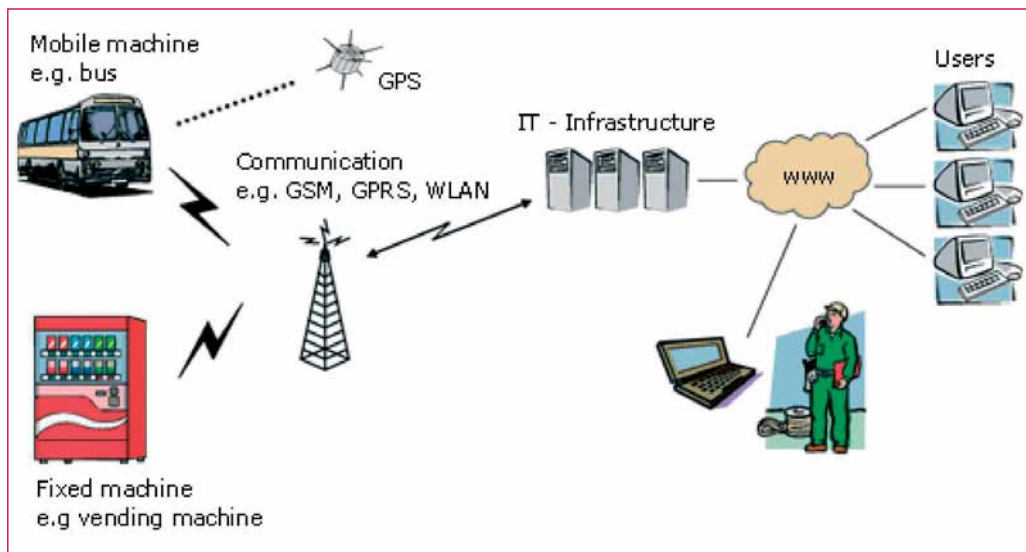 Mobile machine
e.g. bus
GPS
Users
IT - Infrastructure
Communication
e.g. GSM, GPRS, WLAN
www
Fixed machine
e.g vending machine